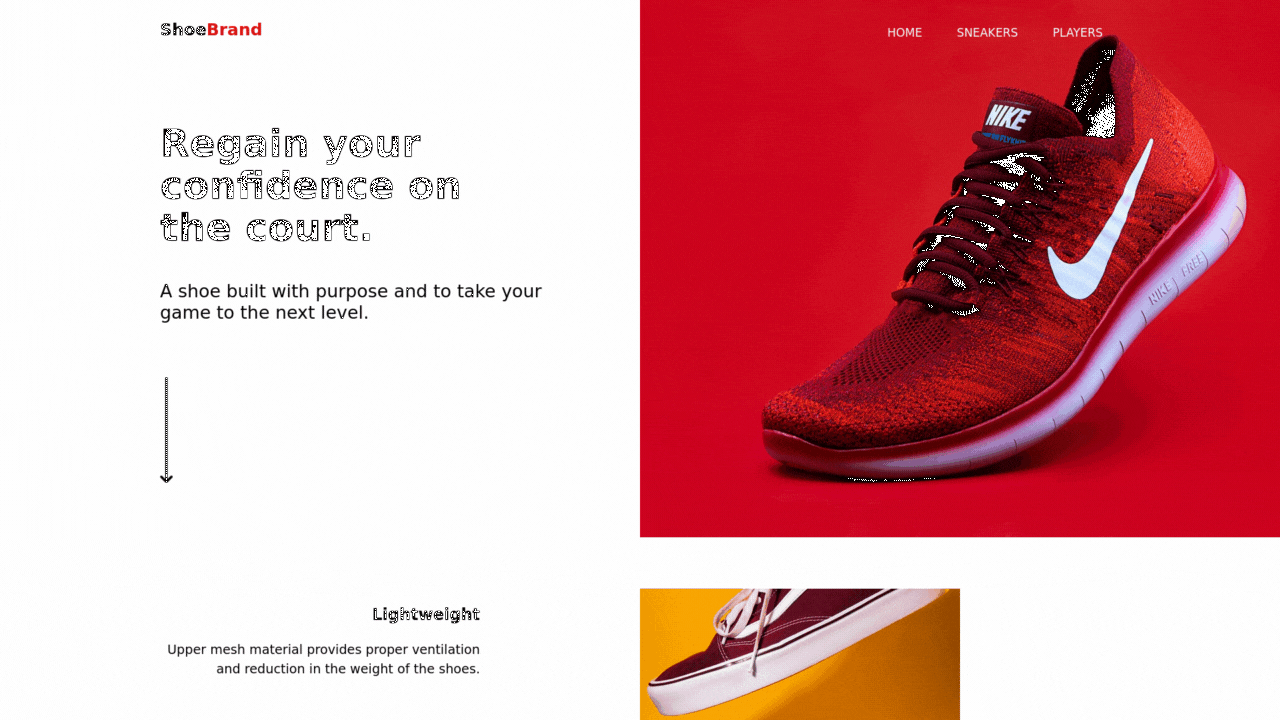 ShoeBrand
HOME SNEAKERS PLAYERS
Regain your
confidence on
the court.
A shoe built with purpose and to take your
game to the next level.
NIKE
NIKE FREE
Lightweight
Upper mesh material provides proper ventilation
and reduction in the weight of the shoes.